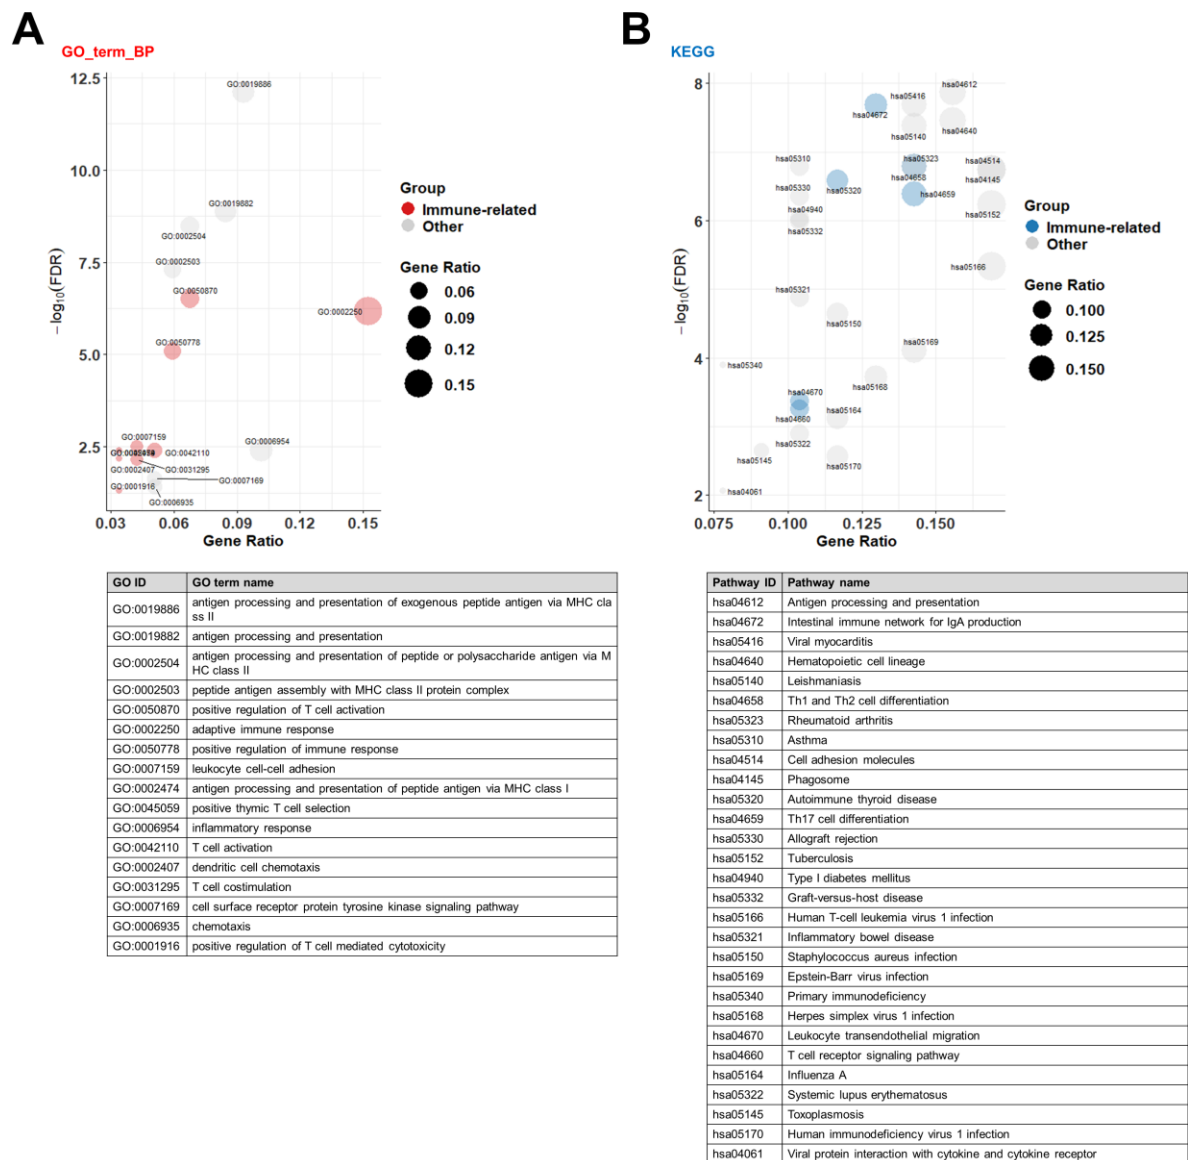 A
GO_term_BP
12.5
10.0
7.5
5.0
2.5
−log10(FDR)
0.03 0.06 0.09 0.12 0.15
Gene Ratio
GO:0019886
GO:0019882
GO:0002504
GO:0002503
GO:0050870
GO:0002250
GO:0050778
GO:0007159
GO:0042110
GO:0006954
GO:0002407
GO:0031295
GO:0007169
GO:0001916
GO:0006935
Group
Immune-related
Other
Gene Ratio
0.06
0.09
0.12
0.15
B
KEGG
8
6
4
2
−log10(FDR)
0.075 0.100 0.125 0.150
Gene Ratio
hsa04612
hsa05416
hsa04672
hsa04640
hsa05140
hsa05310
hsa05323
hsa04514
hsa04658
hsa04145
hsa05330
hsa05320
hsa04659
hsa04940
hsa05152
hsa05332
hsa05166
hsa05321
hsa05150
hsa05169
hsa05340
hsa05168
hsa04670
hsa05164
hsa04660
hsa05322
hsa05145
hsa05170
hsa04061
Group
Immune-related
Other
Gene Ratio
0.100
0.125
0.150
GO ID GO term name
GO:0019886 antigen processing and presentation of exogenous peptide antigen via MHC cla
ss II
GO:0019882 antigen processing and presentation
GO:0002504 antigen processing and presentation of peptide or polysaccharide antigen via M
HC class II
GO:0002503 peptide antigen assembly with MHC class II protein complex
GO:0050870 positive regulation of T cell activation
GO:0002250 adaptive immune response
GO:0050778 positive regulation of immune response
GO:0007159 leukocyte cell-cell adhesion
GO:0002474 antigen processing and presentation of peptide antigen via MHC class I
GO:0045059 positive thymic T cell selection
GO:0006954 inflammatory response
GO:0042110 T cell activation
GO:0002407 dendritic cell chemotaxis
GO:0031295 T cell costimulation
GO:0007169 cell surface receptor protein tyrosine kinase signaling pathway
GO:0006935 chemotaxis
GO:0001916 positive regulation of T cell mediated cytotoxicity
Pathway ID Pathway name
hsa04612 Antigen processing and presentation
hsa04672 Intestinal immune network for IgA production
hsa05416 Viral myocarditis
hsa04640 Hematopoietic cell lineage
hsa05140 Leishmaniasis
hsa04658 Th1 and Th2 cell differentiation
hsa05323 Rheumatoid arthritis
hsa05310 Asthma
hsa04514 Cell adhesion molecules
hsa04145 Phagosome
hsa05320 Autoimmune thyroid disease
hsa04659 Th17 cell differentiation
hsa05330 Allograft rejection
hsa05152 Tuberculosis
hsa04940 Type I diabetes mellitus
hsa05332 Graft-versus-host disease
hsa05166 Human T-cell leukemia virus 1 infection
hsa05321 Inflammatory bowel disease
hsa05150 Staphylococcus aureus infection
hsa05169 Epstein-Barr virus infection
hsa05340 Primary immunodeficiency
hsa05168 Herpes simplex virus 1 infection
hsa04670 Leukocyte transendothelial migration
hsa04660 T cell receptor signaling pathway
hsa05164 Influenza A
hsa05322 Systemic lupus erythematosus
hsa05145 Toxoplasmosis
hsa05170 Human immunodeficiency virus 1 infection
hsa04061 Viral protein interaction with cytokine and cytokine receptor